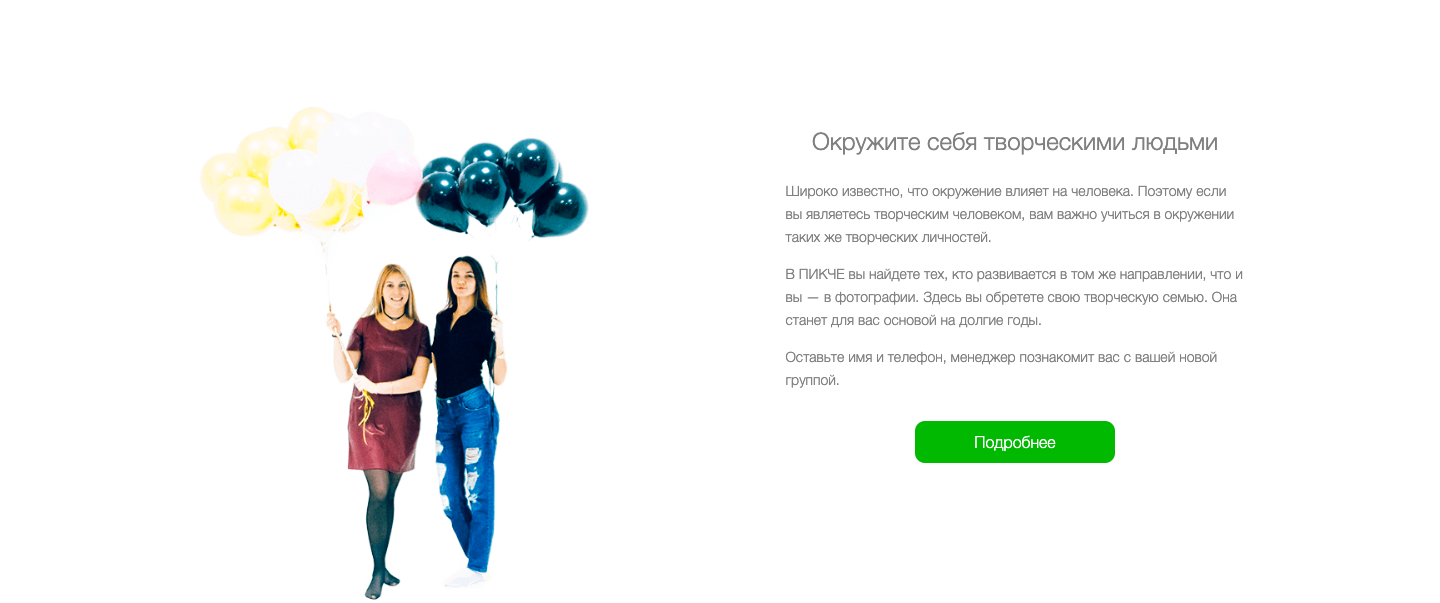 Окружите себя творческими людьми
Широко известно, что окружение влияет на человека. Поэтому если
вы являетесь творческим человеком, вам важно учиться в окружении
таких же творческих личностей.
В ПИКЧЕ вы найдете тех, кто развивается в том же направлении, что и
вы — в фотографии. Здесь вы обретете свою творческую семью. Она
станет для вас основой на долгие годы.
Оставьте имя и телефон, менеджер познакомит вас с вашей новой
группой.
Подробнее